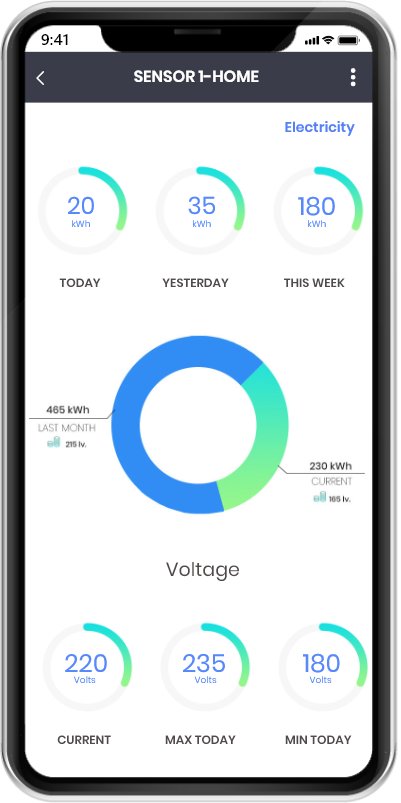 9:41
SENSOR 1-HOME
Electricity
20 35 180
kWh kWh kWh
TODAY YESTERDAY THIS WEEK
465 kWh
LAST MONTH
215 lv.
230 kWh
CURRENT
165 lv.
Voltage
220 235 180
Volts Volts Volts
CURRENT MAX TODAY MIN TODAY